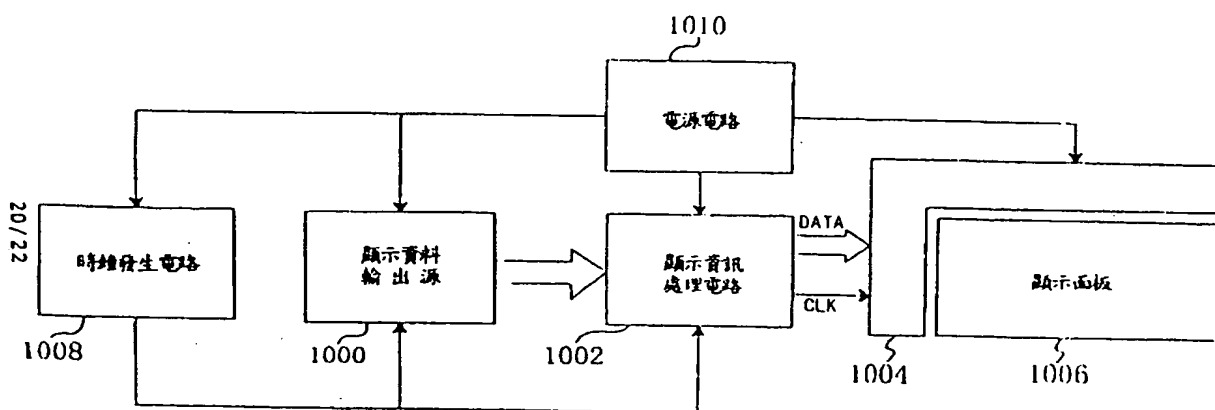 1010
電源電路
20/22
時鐘發生電路
顯示資料
輸出源
顯示資訊
處理電路
DATA
CLK
顯示面板
1008
1000
1002
1004
1006